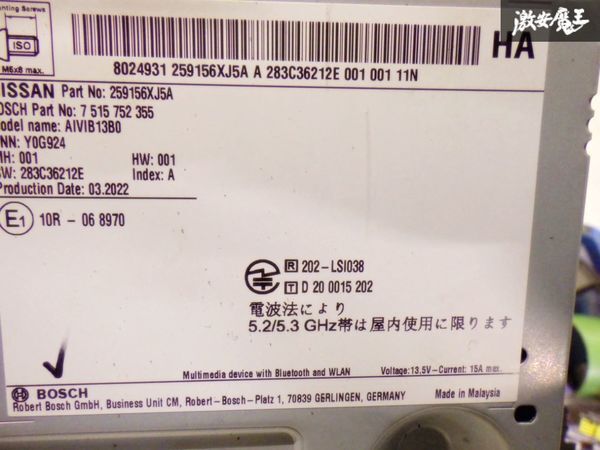 激安魔王
unting Screws
ISO
M5x8 max.
HA
8024931 259156XJ5A A 283C36212E 001 001 11N
NISSAN Part No: 259156XJ5A
BOSCH Part No: 7 515 752 355
Model name: AIVIB13B0
NN: Y0G924
MH: 001 HW: 001
SW: 283C36212E Index: A
Production Date: 03.2022
E1 10R - 06 8970
R 202-LSI038
T D 20 0015 202
電波法により
5.2/5.3 GHz帯は屋内使用に限ります
Multimedia device with Bluetooth and WLAN Voltage:13.5V-Current: 15A max.
BOSCH
Robert Bosch GmbH, Business Unit CM, Robert-Bosch-Platz 1, 70839 GERLINGEN, GERMANY Made in Malaysia